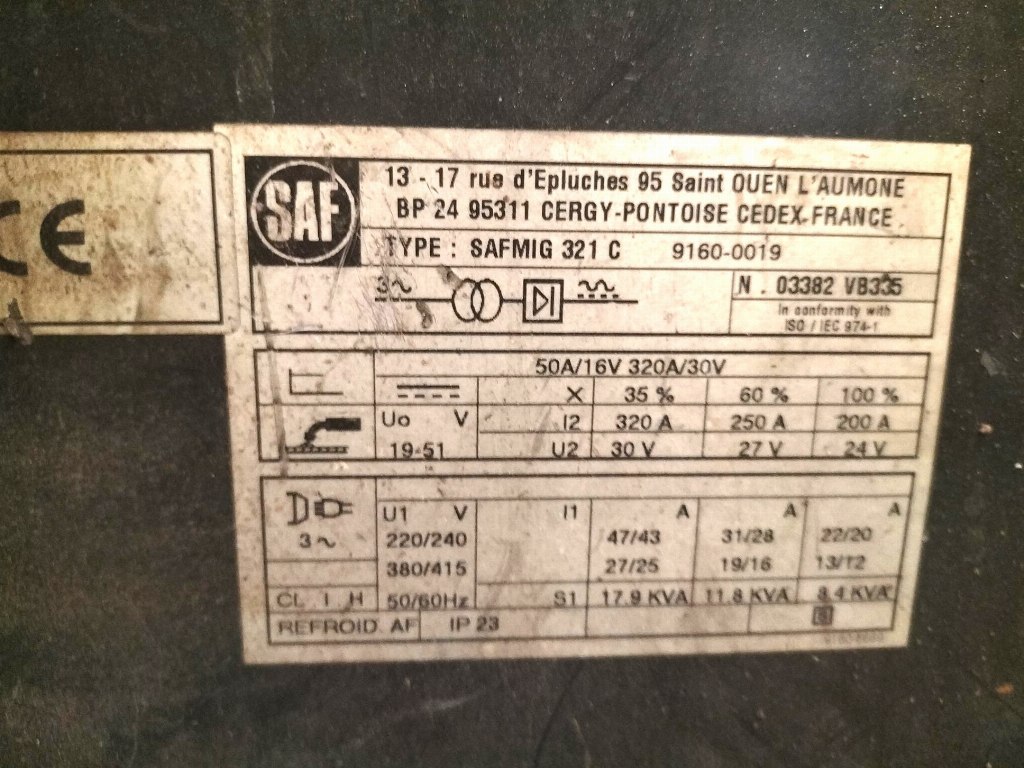 CE
SAF
13 - 17 rue d'Epluches 95 Saint OUEN L'AUMONE
BP 24 95311 CERGY-PONTOISE CEDEX-FRANCE
TYPE : SAFMIG 321 C 9160-0019
3~
N . 03382 VB335
In conformity with
ISO / IEC 974-1
50A/16V 320A/30V
X 35 % 60 % 100 %
Uo V I2 320 A 250 A 200 A
19-51 U2 30 V 27 V 24 V
U1 V I1 A A A
3~ 220/240 47/43 31/28 22/20
380/415 27/25 19/16 13/12
CL I H 50/60Hz S1 17.9 KVA 11.8 KVA 8.4 KVA
REFROID AF IP 23